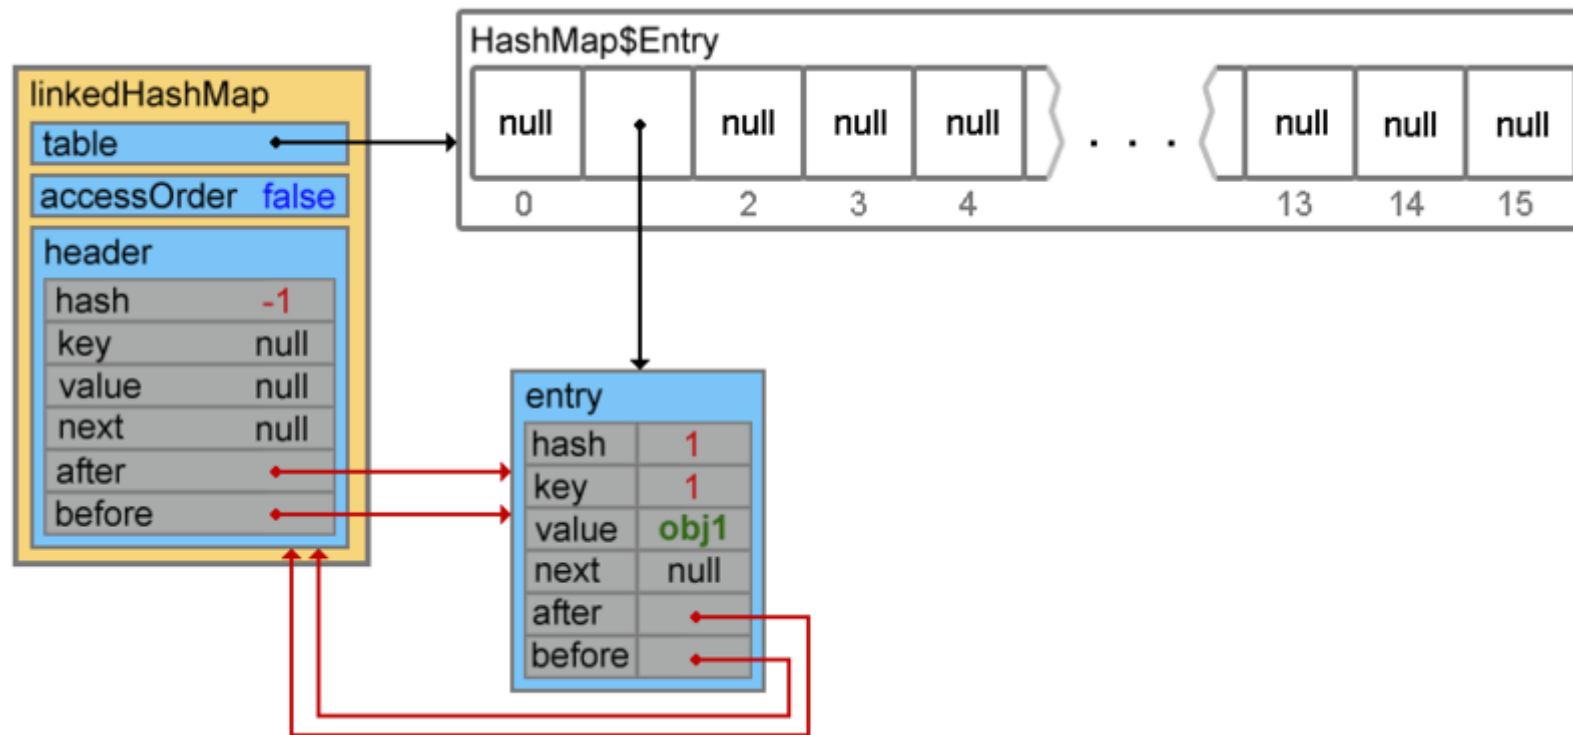 HashMap$Entry
null null null null . . . null null null
0 2 3 4 13 14 15
linkedHashMap
table
accessOrder false
header
hash -1
key null
value null
next null
after
before
entry
hash 1
key 1
value obj1
next null
after
before